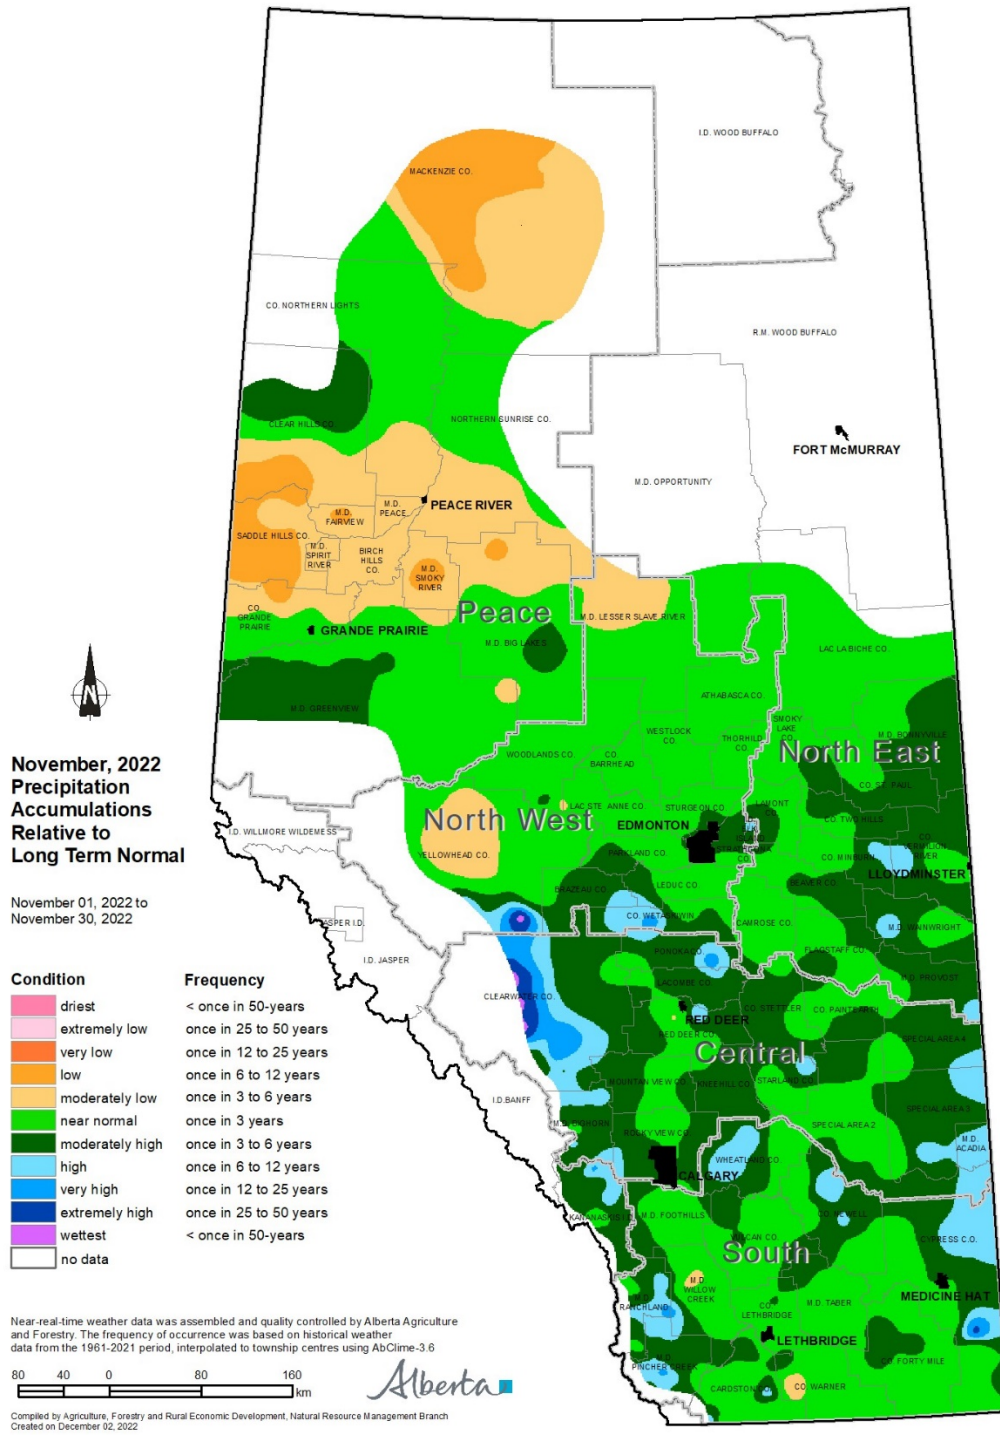 I.D. WOOD BUFFALO
MACKENZIE CO.
CO. NORTHERN LIGHTS
R.M. WOOD BUFFALO
CLEAR HILLS CO.
NORTHERN SUNRISE CO.
FORT McMURRAY
M.D. OPPORTUNITY
PEACE RIVER
M.D.
PEACE
M.D.
FAIRVIEW
SADDLE HILLS CO.
M.D.
SPIRIT
RIVER
BIRCH
HILLS
CO.
M.D.
SMOKY
RIVER
CO.
GRANDE
PRAIRIE
GRANDE PRAIRIE
Peace
M.D. LESSER SLAVE RIVER
M.D. BIG LAKES
LAC LA BICHE CO.
M.D. GREENVIEW
ATHABASCA CO.
N
WESTLOCK
CO.
THORHILD
CO.
SMOKY
LAKE
CO.
M.D. BONNYVILLE
North East
WOODLANDS CO.
CO.
BARRHEAD
CO. ST. PAUL
November, 2022
Precipitation
Accumulations
Relative to
Long Term Normal
November 01, 2022 to
November 30, 2022
North West
LAC STE ANNE CO.
STURGEON CO.
LAMONT
CO.
EDMONTON
CO. TWO HILLS
I.D. WILLMORE WILDERNESS
YELLOWHEAD CO.
PARKLAND CO.
STRATHCONA
CO.
CO. MINBURN
CO.
VERMILION
RIVER
LLOYDMINSTER
BRAZEAU CO.
LEDUC CO.
BEAVER CO.
CO. WETASKIWIN
CAMROSE CO.
M.D. WAINWRIGHT
JASPER I.D.
I.D. JASPER
PONOKA CO.
FLAGSTAFF CO.
M.D. PROVOST
CLEARWATER CO.
LACOMBE CO.
CO. STETTLER
CO. PAINTEARTH
RED DEER
RED DEER CO.
SPECIAL AREA 4
Central
MOUNTAIN VIEW CO.
KNEEHILL CO.
STARLAND CO.
I.D. BANFF
SPECIAL AREA 3
M.D. BIGHORN
ROCKY VIEW CO.
SPECIAL AREA 2
M.D.
ACADIA
CALGARY
WHEATLAND CO.
KANANASKIS I.D.
M.D. FOOTHILLS
CO. NEWELL
VULCAN CO.
South
CYPRESS C.O.
M.D.
WILLOW
CREEK
M.D.
RANCHLAND
CO.
LETHBRIDGE
M.D. TABER
MEDICINE HAT
LETHBRIDGE
M.D.
PINCHER CREEK
CO. FORTY MILE
CARDSTON CO.
CO. WARNER
Condition Frequency
driest < once in 50-years
extremely low once in 25 to 50 years
very low once in 12 to 25 years
low once in 6 to 12 years
moderately low once in 3 to 6 years
near normal once in 3 years
moderately high once in 3 to 6 years
high once in 6 to 12 years
very high once in 12 to 25 years
extremely high once in 25 to 50 years
wettest < once in 50-years
no data
Near-real-time weather data was assembled and quality controlled by Alberta Agriculture
and Forestry. The frequency of occurrence was based on historical weather
data from the 1961-2021 period, interpolated to township centres using AbClime-3.6
80 40 0 80 160
km
Alberta
Compiled by Agriculture, Forestry and Rural Economic Development, Natural Resource Management Branch
Created on December 02, 2022